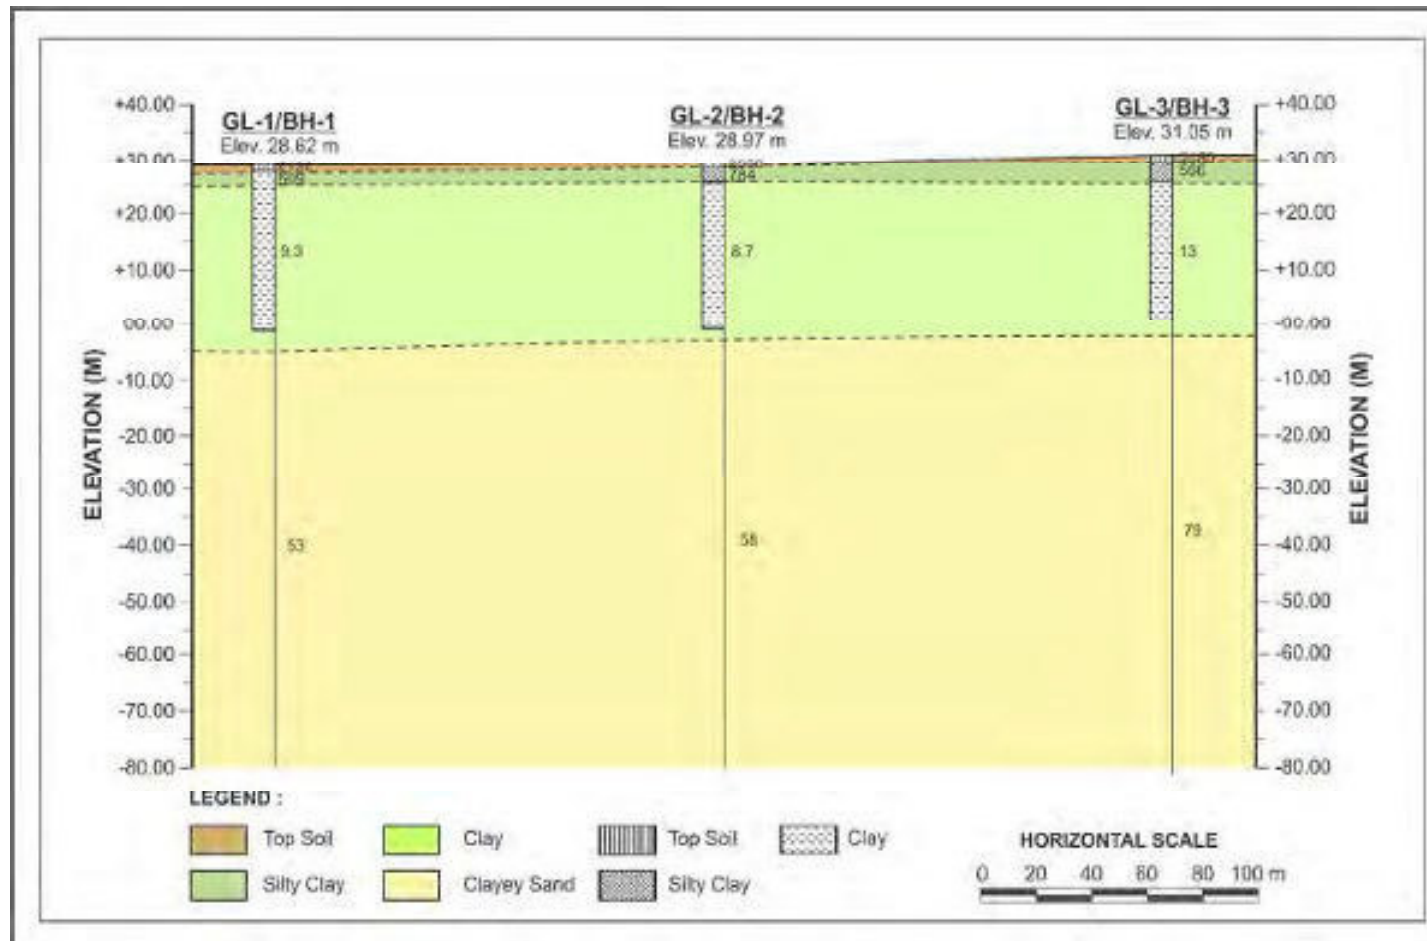 +40.00
GL-1/BH-1
Elev. 28.62 m
GL-2/BH-2
Elev. 28.97 m
GL-3/BH-3
Elev. 31.05 m
+40.00
+30.00
784
556
+30.00
+20.00
+20.00
9.3
8.7
13
+10.00
+10.00
00.00
00.00
ELEVATION (M)
ELEVATION (M)
-10.00
-10.00
-20.00
-20.00
-30.00
-30.00
-40.00
53
58
79
-40.00
-50.00
-50.00
-60.00
-60.00
-70.00
-70.00
-80.00
-80.00
LEGEND :
Top Soil
Clay
Top Soil
Clay
Silty Clay
Clayey Sand
Silty Clay
HORIZONTAL SCALE
0 20 40 60 80 100 m